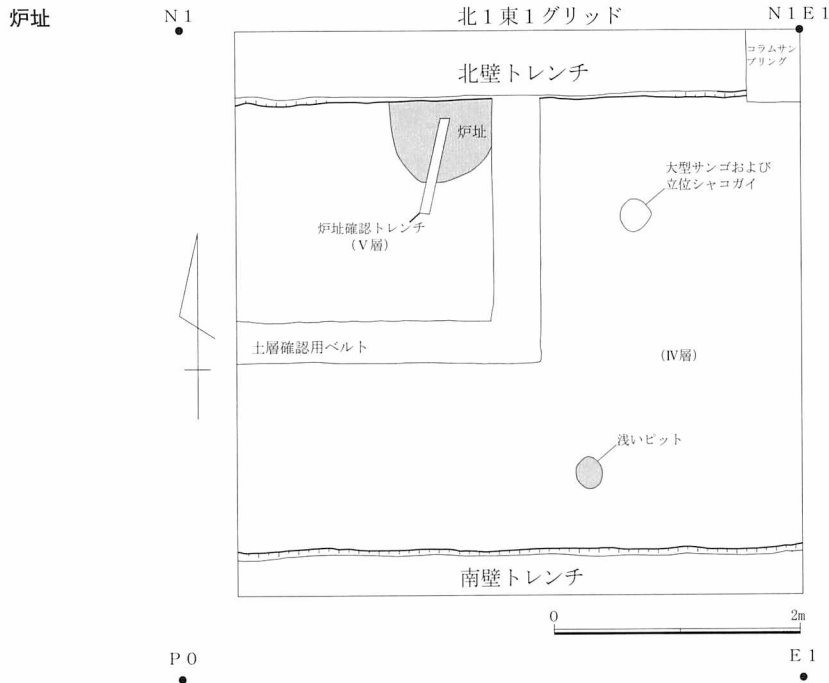 炉址
N1
北1東1グリッド
N1E1
コラムサン
プリング
北壁トレンチ
炉址
大型サンゴおよび
立位シャコガイ
炉址確認トレンチ
(Ⅴ層)
土層確認用ベルト
(Ⅳ層)
浅いピット
南壁トレンチ
0
2m
P0
E1